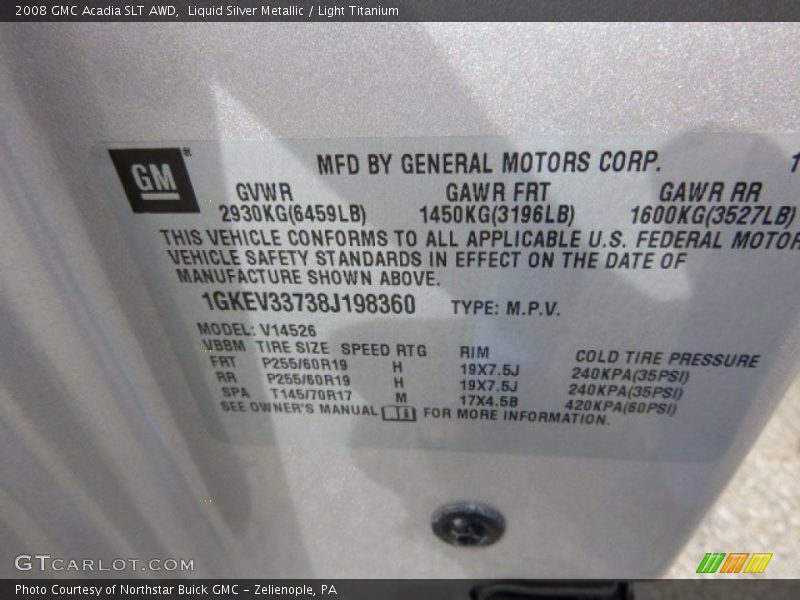 2008 GMC Acadia SLT AWD, Liquid Silver Metallic / Light Titanium
GM®
MFD BY GENERAL MOTORS CORP.
GVWR GAWR FRT GAWR RR
2930KG(6459LB) 1450KG(3196LB) 1600KG(3527LB)
THIS VEHICLE CONFORMS TO ALL APPLICABLE U.S. FEDERAL MOTOR
VEHICLE SAFETY STANDARDS IN EFFECT ON THE DATE OF
MANUFACTURE SHOWN ABOVE.
1GKEV33738J198360 TYPE: M.P.V.
MODEL: V14526
VBBM TIRE SIZE SPEED RTG RIM COLD TIRE PRESSURE
FRT P255/60R19 H 19X7.5J 240KPA(35PSI)
RR P255/60R19 H 19X7.5J 240KPA(35PSI)
SPA T145/70R17 M 17X4.5B 420KPA(60PSI)
SEE OWNER'S MANUAL FOR MORE INFORMATION.
GTCARLOT.COM
Photo Courtesy of Northstar Buick GMC - Zelienople, PA